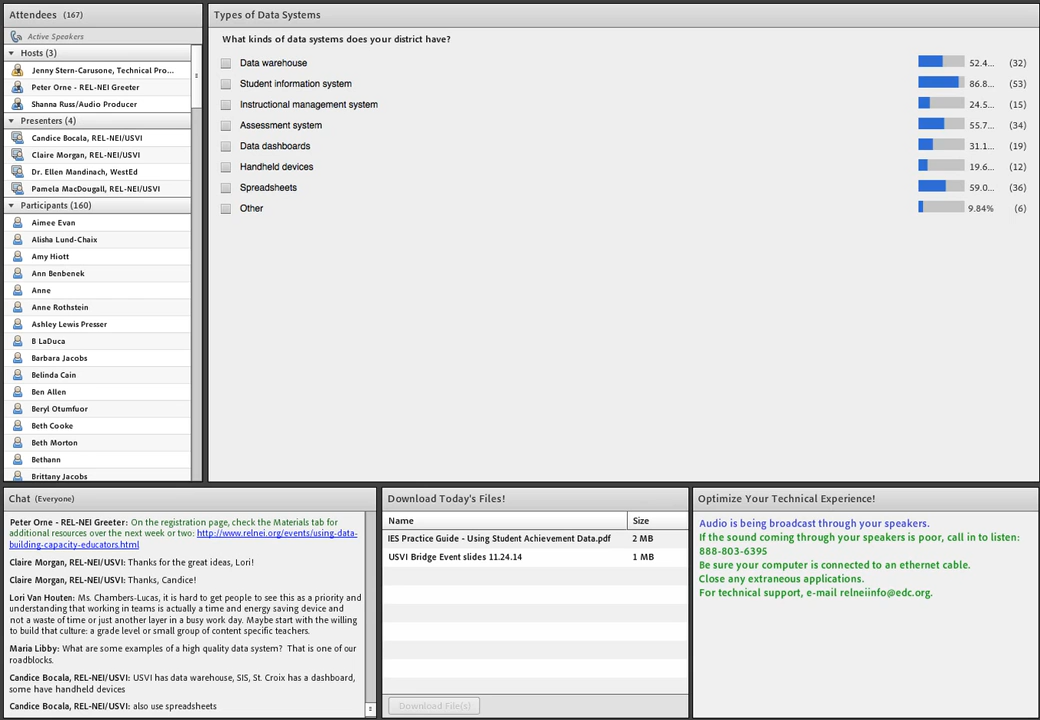 Attendees (167)
Active Speakers
Hosts (3)
Jenny Stern-Carusone, Technical Pro...
Peter Orne - REL-NEI Greeter
Shanna Russ/Audio Producer
Presenters (4)
Candice Bocala, REL-NEI/USVI
Claire Morgan, REL-NEI/USVI
Dr. Ellen Mandinach, WestEd
Pamela MacDougall, REL-NEI/USVI
Participants (160)
Aimee Evan
Alisha Lund-Chaix
Amy Hiott
Ann Benbenek
Anne
Anne Rothstein
Ashley Lewis Presser
B LaDuca
Barbara Jacobs
Belinda Cain
Ben Allen
Beryl Otumfuor
Beth Cooke
Beth Morton
Bethann
Brittany Jacobs
Types of Data Systems
What kinds of data systems does your district have?
Data warehouse 52.4... (32)
Student information system 86.8... (53)
Instructional management system 24.5... (15)
Assessment system 55.7... (34)
Data dashboards 31.1... (19)
Handheld devices 19.6... (12)
Spreadsheets 59.0... (36)
Other 9.84% (6)
Chat (Everyone)
Peter Orne - REL-NEI Greeter: On the registration page, check the Materials tab for
additional resources over the next week or two: http://www.relnei.org/events/using-data-
building-capacity-educators.html
Claire Morgan, REL-NEI/USVI: Thanks for the great ideas, Lori!
Claire Morgan, REL-NEI/USVI: Thanks, Candice!
Lori Van Houten: Ms. Chambers-Lucas, it is hard to get people to see this as a priority and
understanding that working in teams is actually a time and energy saving device and
not a waste of time or just another layer in a busy work day. Maybe start with the willing
to build that culture: a grade level or small group of content specific teachers.
Maria Libby: What are some examples of a high quality data system? That is one of our
roadblocks.
Candice Bocala, REL-NEI/USVI: USVI has data warehouse, SIS, St. Croix has a dashboard,
some have handheld devices
Candice Bocala, REL-NEI/USVI: also use spreadsheets
Download Today's Files!
Name Size
IES Practice Guide - Using Student Achievement Data.pdf 2 MB
USVI Bridge Event slides 11.24.14 1 MB
Download File(s)
Optimize Your Technical Experience!
Audio is being broadcast through your speakers.
If the sound coming through your speakers is poor, call in to listen:
888-803-6395
Be sure your computer is connected to an ethernet cable.
Close any extraneous applications.
For technical support, e-mail relneiinfo@edc.org.